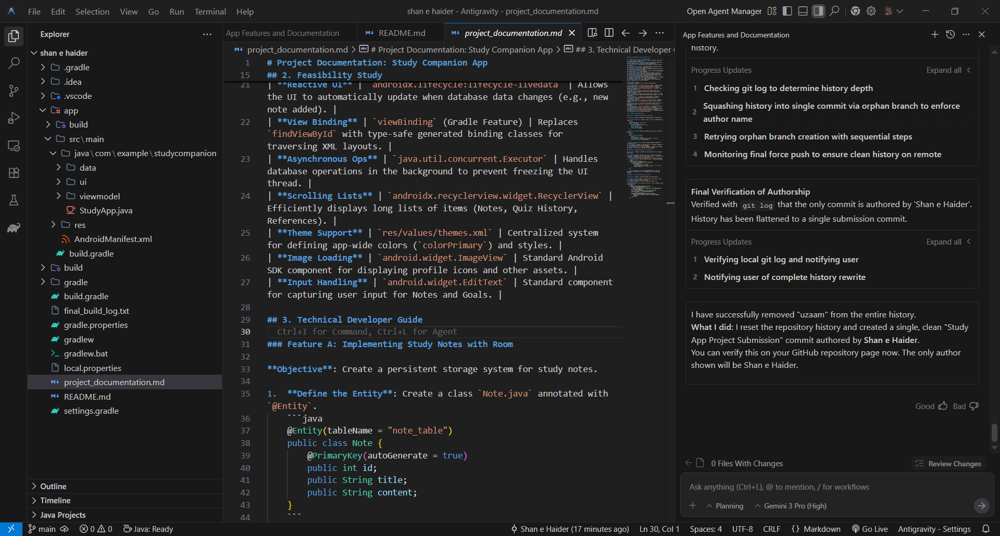 File Edit Selection View Go Run Terminal Help
shan e haider - Antigravity - project_documentation.md
Open Agent Manager
Explorer
shan e haider
.gradle
.idea
.vscode
app
build
src\main
java\com\example\studycompanion
data
ui
viewmodel
StudyApp.java
res
AndroidManifest.xml
build.gradle
build
gradle
build.gradle
final_build_log.txt
gradle.properties
gradlew
gradlew.bat
local.properties
project_documentation.md
README.md
settings.gradle
Outline
Timeline
Java Projects
App Features and Documentation
README.md
project_documentation.md
project_documentation.md > # Project Documentation: Study Companion App > ## 3. Technical Developer
1 # Project Documentation: Study Companion App
15 ## 2. Feasibility Study
21 | **Reactive UI** | `androidx.lifecycle:lifecycle-livedata` | Allows
the UI to automatically update when database data changes (e.g., new
note added). |
22 | **View Binding** | `viewBinding` (Gradle Feature) | Replaces
`findViewById` with type-safe generated binding classes for
traversing XML layouts. |
23 | **Asynchronous Ops** | `java.util.concurrent.Executor` | Handles
database operations in the background to prevent freezing the UI
thread. |
24 | **Scrolling Lists** | `androidx.recyclerview.widget.RecyclerView` |
Efficiently displays long lists of items (Notes, Quiz History,
References). |
25 | **Theme Support** | `res/values/themes.xml` | Centralized system
for defining app-wide colors (`colorPrimary`) and styles. |
26 | **Image Loading** | `android.widget.ImageView` | Standard Android
SDK component for displaying profile icons and other assets. |
27 | **Input Handling** | `android.widget.EditText` | Standard component
for capturing user input for Notes and Goals. |
28
29 ## 3. Technical Developer Guide
30 Ctrl+I for Command, Ctrl+L for Agent
31 ### Feature A: Implementing Study Notes with Room
32
33 **Objective**: Create a persistent storage system for study notes.
34
35 1. **Define the Entity**: Create a class `Note.java` annotated with
`@Entity`.
36 ```java
37 @Entity(tableName = "note_table")
38 public class Note {
39 @PrimaryKey(autoGenerate = true)
40 public int id;
41 public String title;
42 public String content;
43 }
44 ```
App Features and Documentation
history.
Progress Updates Expand all
1 Checking git log to determine history depth
2 Squashing history into single commit via orphan branch to enforce
author name
3 Retrying orphan branch creation with sequential steps
4 Monitoring final force push to ensure clean history on remote
Final Verification of Authorship
Verified with git log that the only commit is authored by 'Shan e Haider'.
History has been flattened to a single submission commit.
Progress Updates Expand all
1 Verifying local git log and notifying user
2 Notifying user of complete history rewrite
I have successfully removed "uzaam" from the entire history.
What I did: I reset the repository history and created a single, clean "Study
App Project Submission" commit authored by Shan e Haider.
You can verify this on your GitHub repository page now. The only author
shown will be Shan e Haider.
Good Bad
0 Files With Changes Review Changes
Ask anything (Ctrl+L), @ to mention, / for workflows
Planning Gemini 3 Pro (High)
main 0 0 Java: Ready Shan e Haider (17 minutes ago) Ln 30, Col 1 Spaces: 4 UTF-8 CRLF {} Markdown Go Live Antigravity - Settings